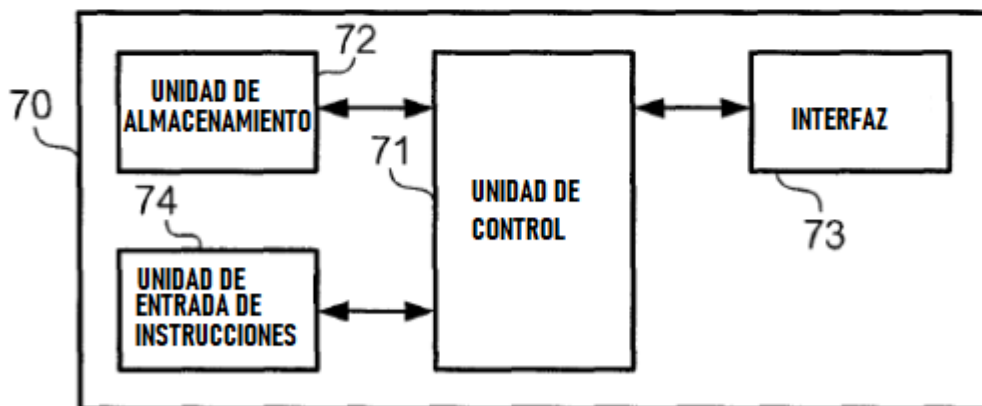 72
UNIDAD DE
ALMACENAMIENTO
70
71
INTERFAZ
UNIDAD DE
CONTROL
73
74
UNIDAD DE
ENTRADA DE
INSTRUCCIONES